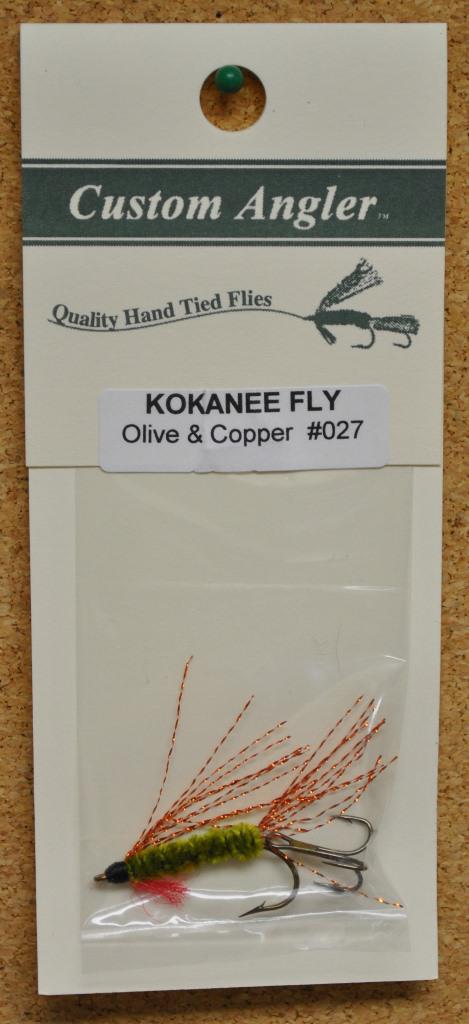 Custom Angler™
Quality Hand Tied Flies
KOKANEE FLY
Olive & Copper #027